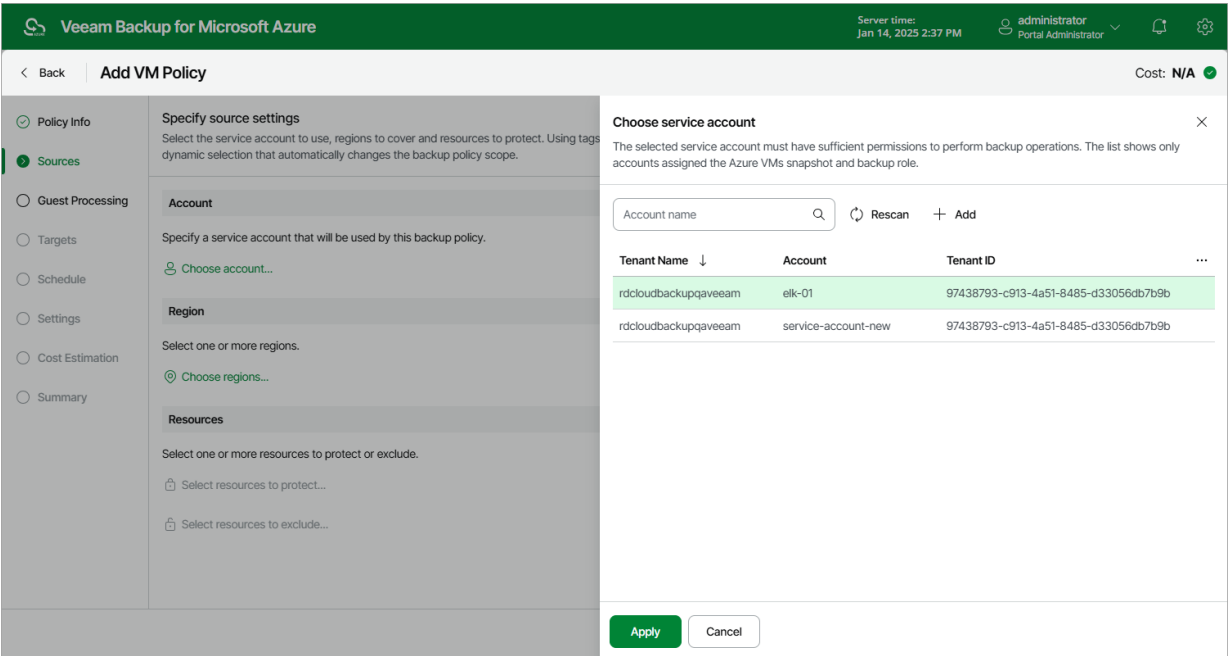 Veeam Backup for Microsoft Azure
Server time:
Jan 14, 2025 2:37 PM
administrator
Portal Administrator
Back
Add VM Policy
Cost: N/A
Policy Info
Sources
Guest Processing
Targets
Schedule
Settings
Cost Estimation
Summary
Specify source settings
Select the service account to use, regions to cover and resources to protect. Using tags
dynamic selection that automatically changes the backup policy scope.
Account
Specify a service account that will be used by this backup policy.
Choose account...
Region
Select one or more regions.
Choose regions...
Resources
Select one or more resources to protect or exclude.
Select resources to protect...
Select resources to exclude...
Choose service account
The selected service account must have sufficient permissions to perform backup operations. The list shows only
accounts assigned the Azure VMs snapshot and backup role.
Account name
Rescan
Add
Tenant Name Account Tenant ID
rdcloudbackupqaveeam elk-01 97438793-c913-4a51-8485-d33056db7b9b
rdcloudbackupqaveeam service-account-new 97438793-c913-4a51-8485-d33056db7b9b
Apply
Cancel